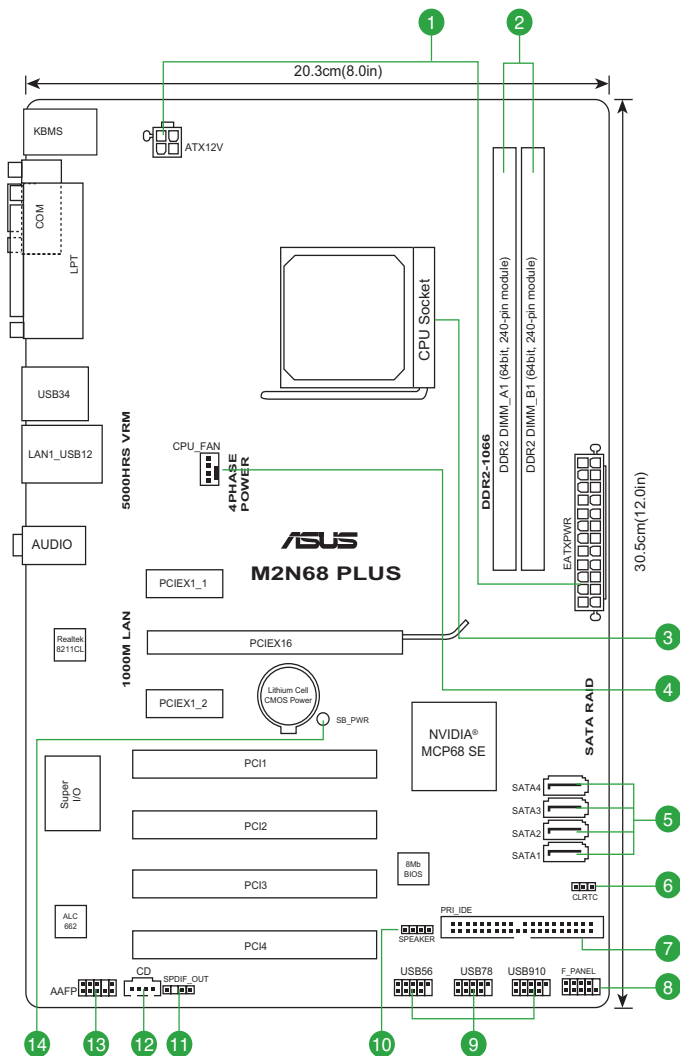 1
2
20.3cm(8.0in)
KBMS
ATX12V
COM
LPT
CPU Socket
DDR2 DIMM_A1 (64bit, 240-pin module)
DDR2 DIMM_B1 (64bit, 240-pin module)
DDR2-1066
USB34
LAN1_USB12
5000HRS VRM
CPU_FAN
4PHASE
POWER
EATXPWR
30.5cm(12.0in)
AUDIO
ASUS
M2N68 PLUS
PCIEX1_1
Realtek
8211CL
1000M LAN
PCIEX16
3
4
PCIEX1_2
Lithium Cell
CMOS Power
SB_PWR
NVIDIA®
MCP68 SE
SATA RAID
Super
I/O
PCI1
SATA4
SATA3
SATA2
SATA1
5
PCI2
8Mb
BIOS
PCI3
6
CLRTC
ALC
662
PRI_IDE
SPEAKER
7
PCI4
CD
SPDIF_OUT
AAFP
USB56
USB78
USB910
F_PANEL
8
14
13
12
11
10
9